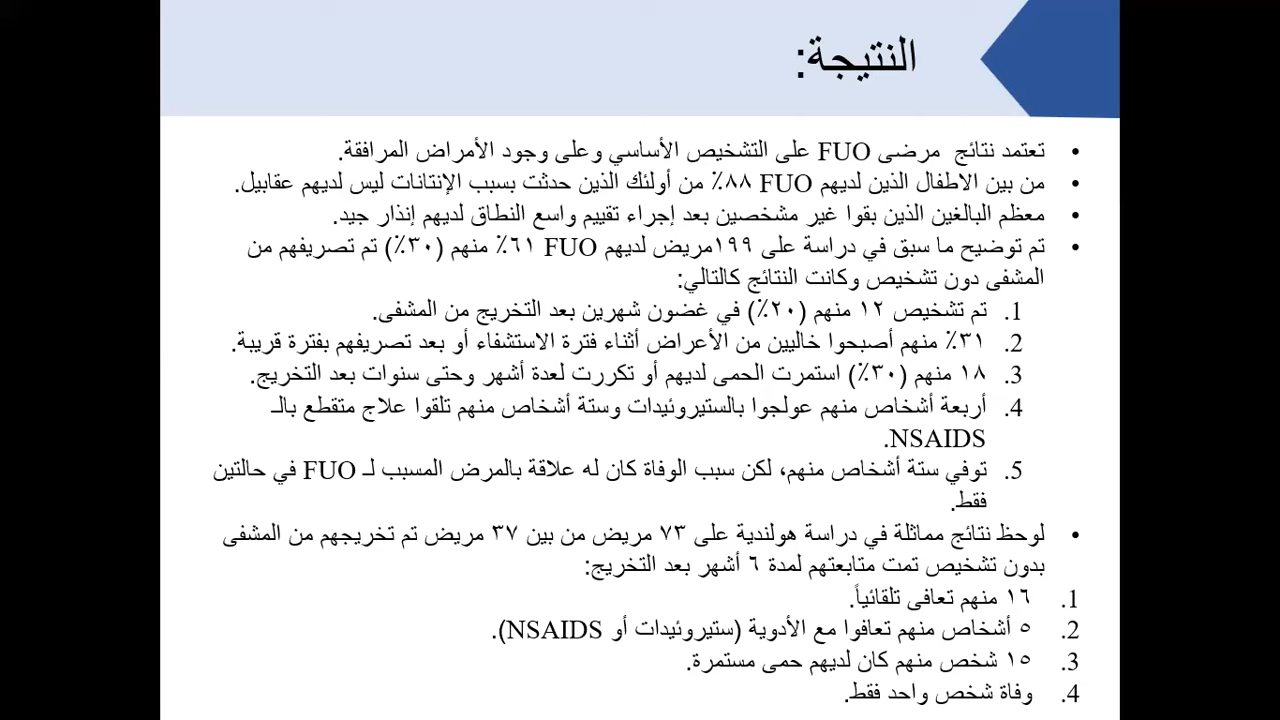 النتيجة:
• تعتمد نتائج مرضى FUO على التشخيص الأساسي وعلى وجود الأمراض المرافقة.
• من بين الاطفال الذين لديهم FUO ٨٨٪ من أولئك الذين حدثت بسبب الإنتانات ليس لديهم عقابيل.
• معظم البالغين الذين بقوا غير مشخصين بعد إجراء تقييم واسع النطاق لديهم إنذار جيد.
• تم توضيح ما سبق في دراسة على ١٩٩مريض لديهم FUO ٦١٪ منهم (٣٠٪) تم تصريفهم من
المشفى دون تشخيص وكانت النتائج كالتالي:
1. تم تشخيص ١٢ منهم (٢٠٪) في غضون شهرين بعد التخريج من المشفى.
2. ٣١٪ منهم أصبحوا خاليين من الأعراض أثناء فترة الاستشفاء أو بعد تصريفهم بفترة قريبة.
3. ١٨ منهم (٣٠٪) استمرت الحمى لديهم أو تكررت لعدة أشهر وحتى سنوات بعد التخريج.
4. أربعة أشخاص منهم عولجوا بالستيروئيدات وستة أشخاص منهم تلقوا علاج متقطع بالـ
NSAIDS.
5. توفي ستة أشخاص منهم، لكن سبب الوفاة كان له علاقة بالمرض المسبب لـ FUO في حالتين
فقط.
• لوحظ نتائج مماثلة في دراسة هولندية على ٧٣ مريض من بين ٣٧ مريض تم تخريجهم من المشفى
بدون تشخيص تمت متابعتهم لمدة ٦ أشهر بعد التخريج:
1. ١٦ منهم تعافى تلقائياً.
2. ٥ أشخاص منهم تعافوا مع الأدوية (ستيروئيدات أو NSAIDS).
3. ١٥ شخص منهم كان لديهم حمى مستمرة.
4. وفاة شخص واحد فقط.